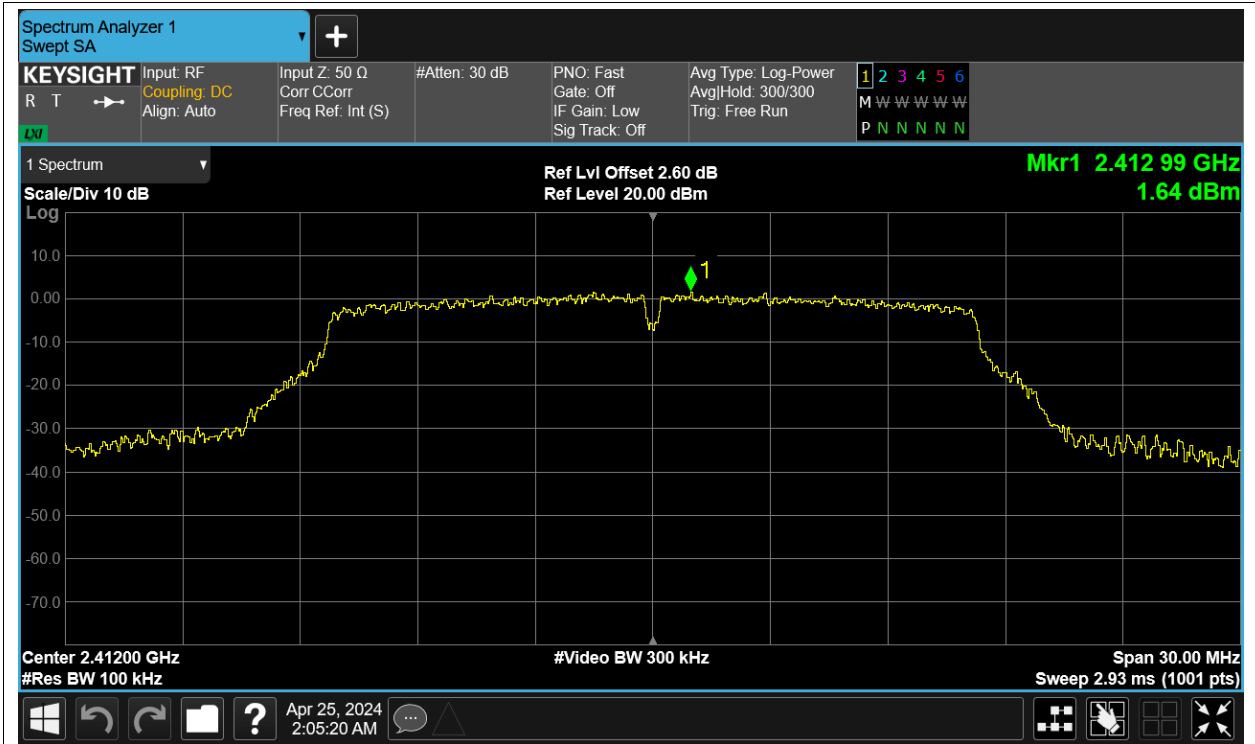 Spectrum Analyzer 1
Swept SA
+
KEYSIGHT
R T
LXI
Input: RF
Coupling: DC
Align: Auto
Input Z: 50 Ω
Corr CCorr
Freq Ref: Int (S)
#Atten: 30 dB
PNO: Fast
Gate: Off
IF Gain: Low
Sig Track: Off
Avg Type: Log-Power
Avg|Hold: 300/300
Trig: Free Run
1 2 3 4 5 6
M W W W W W
P N N N N N
1 Spectrum
Scale/Div 10 dB
Log
Ref Lvl Offset 2.60 dB
Ref Level 20.00 dBm
Mkr1 2.412 99 GHz
1.64 dBm
1
10.0
0.00
-10.0
-20.0
-30.0
-40.0
-50.0
-60.0
-70.0
Center 2.41200 GHz
#Video BW 300 kHz
Span 30.00 MHz
#Res BW 100 kHz
Sweep 2.93 ms (1001 pts)
?
Apr 25, 2024
2:05:20 AM